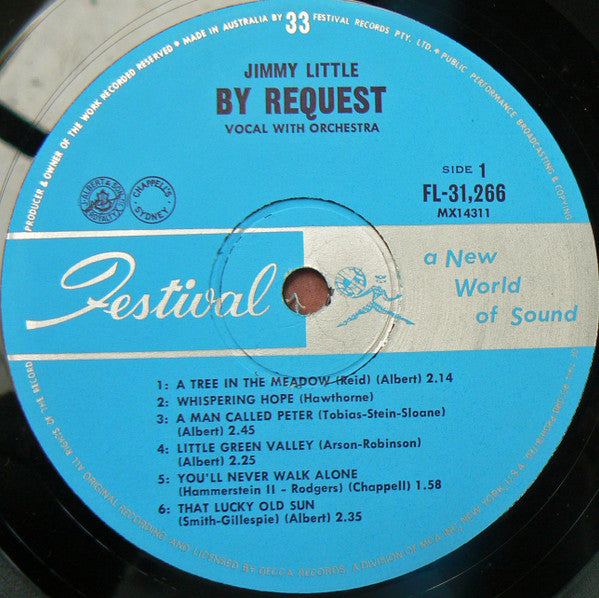 PRODUCER & OWNER OF THE WORK RECORDED RESERVED ★ MADE IN AUSTRALIA BY 33 FESTIVAL RECORDS PTY. LTD. ★ PUBLIC PERFORMANCE BROADCASTING & COPYING
JIMMY LITTLE
BY REQUEST
VOCAL WITH ORCHESTRA
SIDE 1
FL-31,266
MX14311
ALBERT & SON
ROYALTY
CHAPPELL'S
SYDNEY
Festival
a New
World
of Sound
1: A TREE IN THE MEADOW (Reid) (Albert) 2.14
2: WHISPERING HOPE (Hawthorne)
3: A MAN CALLED PETER (Tobias-Stein-Sloane)
(Albert) 2.45
4: LITTLE GREEN VALLEY (Arson-Robinson)
(Albert) 2.25
5: YOU'LL NEVER WALK ALONE
(Hammerstein II - Rodgers) (Chappell) 1.58
6: THAT LUCKY OLD SUN
(Smith-Gillespie) (Albert) 2.35
ALL RIGHTS OF THE RECORD
ORIGINAL RECORDING AND LICENSED BY DECCA RECORDS, A DIVISION OF MCA INC., NEW YORK, U.S.A.